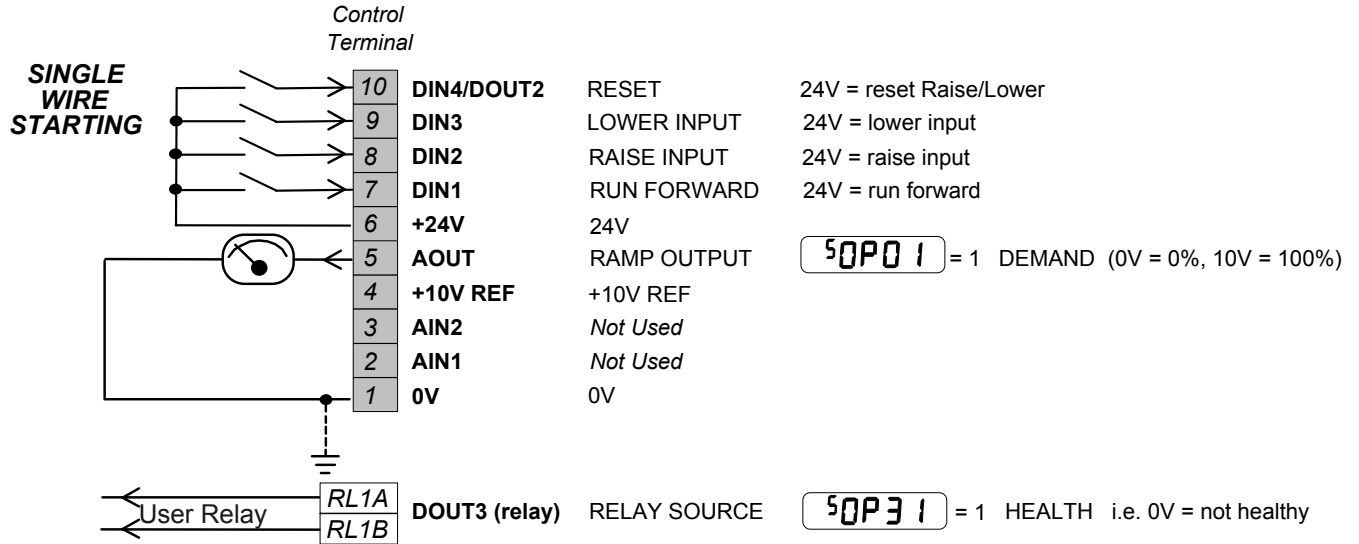 Control
Terminal
SINGLE
WIRE
STARTING
10 DIN4/DOUT2 RESET 24V = reset Raise/Lower
9 DIN3 LOWER INPUT 24V = lower input
8 DIN2 RAISE INPUT 24V = raise input
7 DIN1 RUN FORWARD 24V = run forward
6 +24V 24V
5 AOUT RAMP OUTPUT SOP01 = 1 DEMAND (0V = 0%, 10V = 100%)
4 +10V REF +10V REF
3 AIN2 Not Used
2 AIN1 Not Used
1 0V 0V
User Relay
RL1A
RL1B
DOUT3 (relay) RELAY SOURCE SOP31 = 1 HEALTH i.e. 0V = not healthy